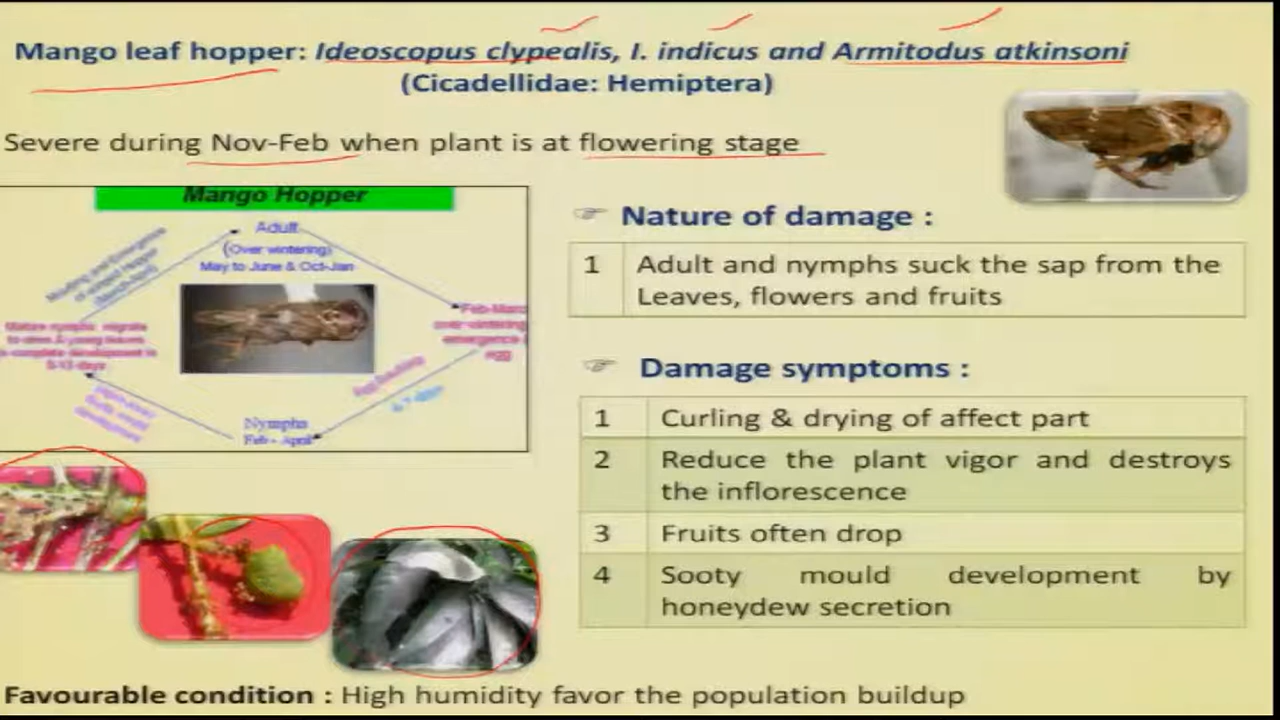 Mango leaf hopper: Ideoscopus clypealis, I. indicus and Armitodus atkinsoni
(Cicadellidae: Hemiptera)
Severe during Nov-Feb when plant is at flowering stage
Mango Hopper
Adult
(Over wintering)
May to June & Oct-Jan
Nymphs
Feb - April
Nature of damage :
1 Adult and nymphs suck the sap from the
Leaves, flowers and fruits
Damage symptoms :
1 Curling & drying of affect part
2 Reduce the plant vigor and destroys
the inflorescence
3 Fruits often drop
4 Sooty mould development by
honeydew secretion
Favourable condition : High humidity favor the population buildup